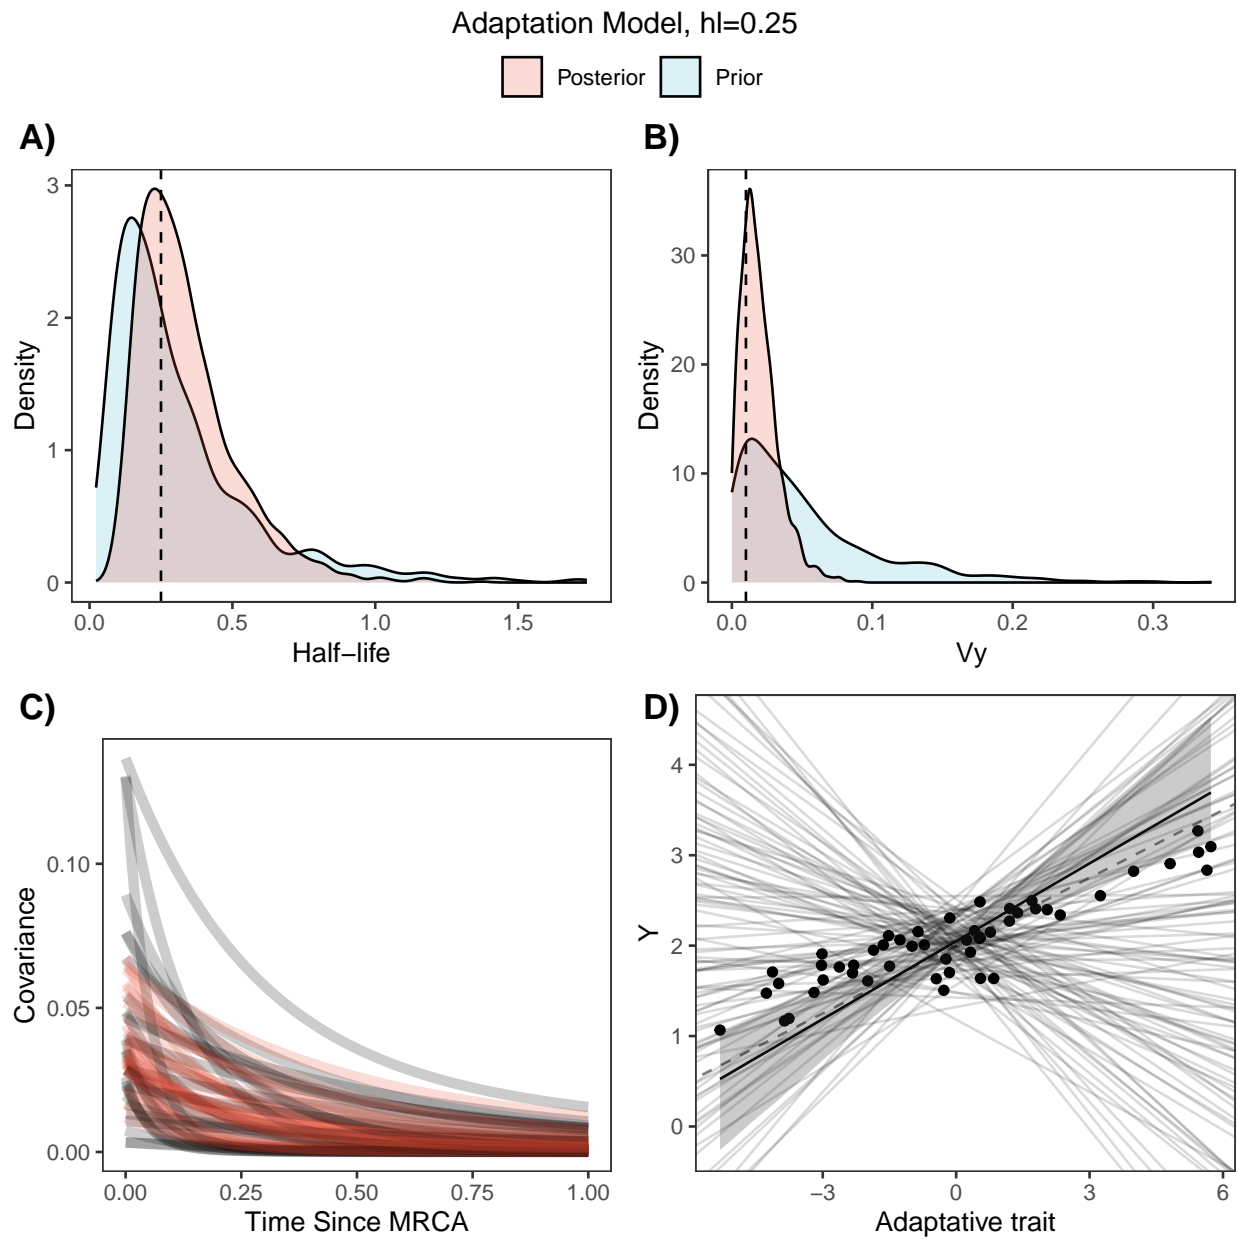 Adaptation Model, hl=0.25
Posterior
Prior
A)
B)
Density
0
1
2
3
0.0
0.5
1.0
1.5
Half−life
Density
0
10
20
30
0.0
0.1
0.2
0.3
Vy
C)
D)
Covariance
0.00
0.05
0.10
0.00
0.25
0.50
0.75
1.00
Time Since MRCA
Y
0
1
2
3
4
−3
0
3
6
Adaptative trait